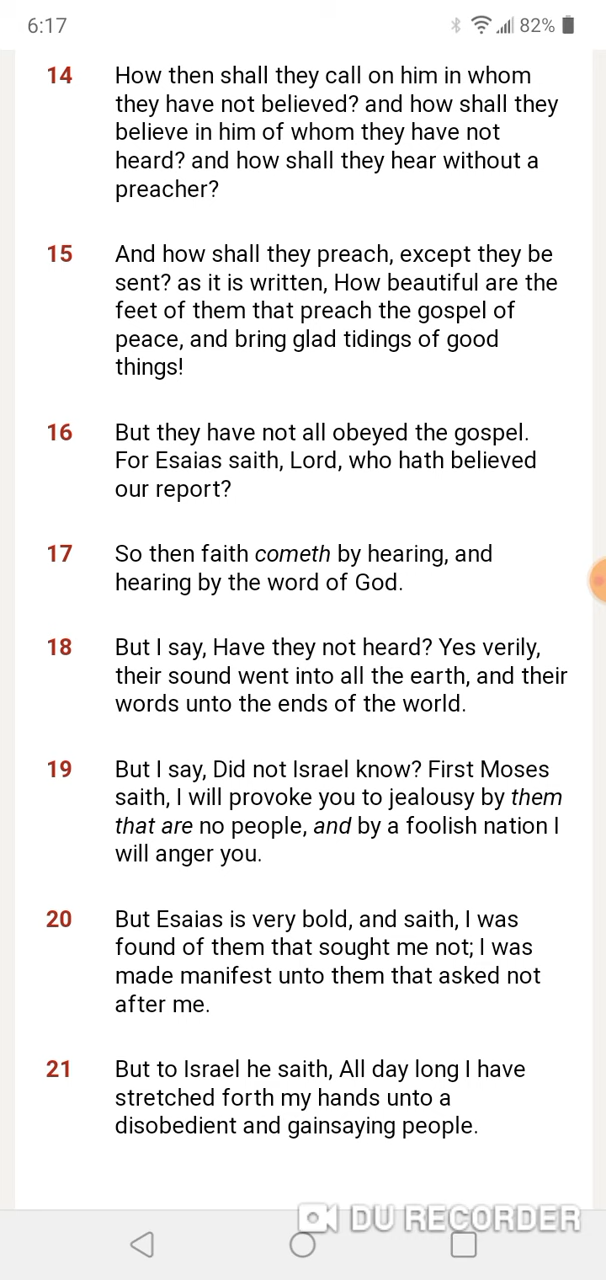 6:17 82%
14 How then shall they call on him in whom
they have not believed? and how shall they
believe in him of whom they have not
heard? and how shall they hear without a
preacher?
15 And how shall they preach, except they be
sent? as it is written, How beautiful are the
feet of them that preach the gospel of
peace, and bring glad tidings of good
things!
16 But they have not all obeyed the gospel.
For Esaias saith, Lord, who hath believed
our report?
17 So then faith cometh by hearing, and
hearing by the word of God.
18 But I say, Have they not heard? Yes verily,
their sound went into all the earth, and their
words unto the ends of the world.
19 But I say, Did not Israel know? First Moses
saith, I will provoke you to jealousy by them
that are no people, and by a foolish nation I
will anger you.
20 But Esaias is very bold, and saith, I was
found of them that sought me not; I was
made manifest unto them that asked not
after me.
21 But to Israel he saith, All day long I have
stretched forth my hands unto a
disobedient and gainsaying people.
DU RECORDER